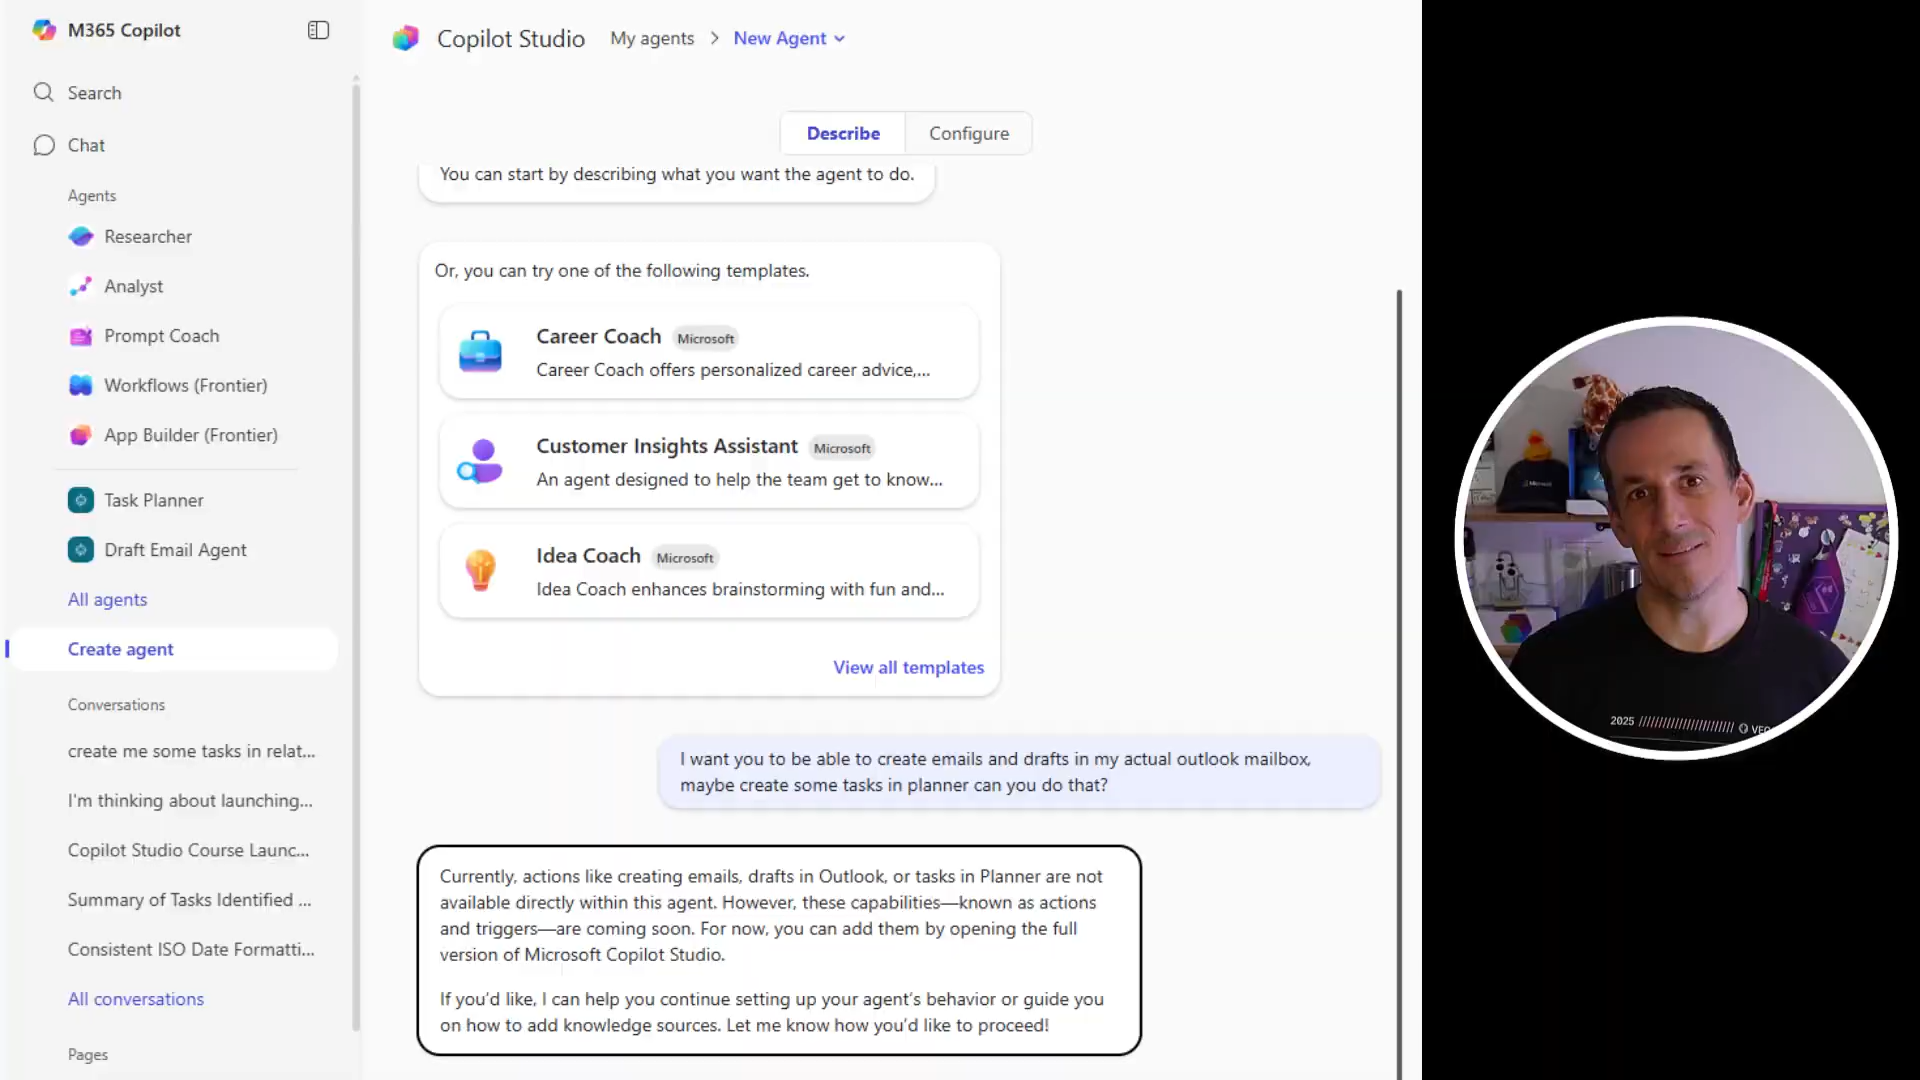 M365 Copilot
Search
Chat
Agents
Researcher
Analyst
Prompt Coach
Workflows (Frontier)
App Builder (Frontier)
Task Planner
Draft Email Agent
All agents
Create agent
Conversations
create me some tasks in relat...
I'm thinking about launching...
Copilot Studio Course Launc...
Summary of Tasks Identified ...
Consistent ISO Date Formatti...
All conversations
Pages
Copilot Studio
My agents > New Agent
Describe
Configure
You can start by describing what you want the agent to do.
Or, you can try one of the following templates.
Career Coach Microsoft
Career Coach offers personalized career advice,...
Customer Insights Assistant Microsoft
An agent designed to help the team get to know...
Idea Coach Microsoft
Idea Coach enhances brainstorming with fun and...
View all templates
I want you to be able to create emails and drafts in my actual outlook mailbox,
maybe create some tasks in planner can you do that?
Currently, actions like creating emails, drafts in Outlook, or tasks in Planner are not
available directly within this agent. However, these capabilities—known as actions
and triggers—are coming soon. For now, you can add them by opening the full
version of Microsoft Copilot Studio.
If you'd like, I can help you continue setting up your agent's behavior or guide you
on how to add knowledge sources. Let me know how you'd like to proceed!
Microsoft
2025